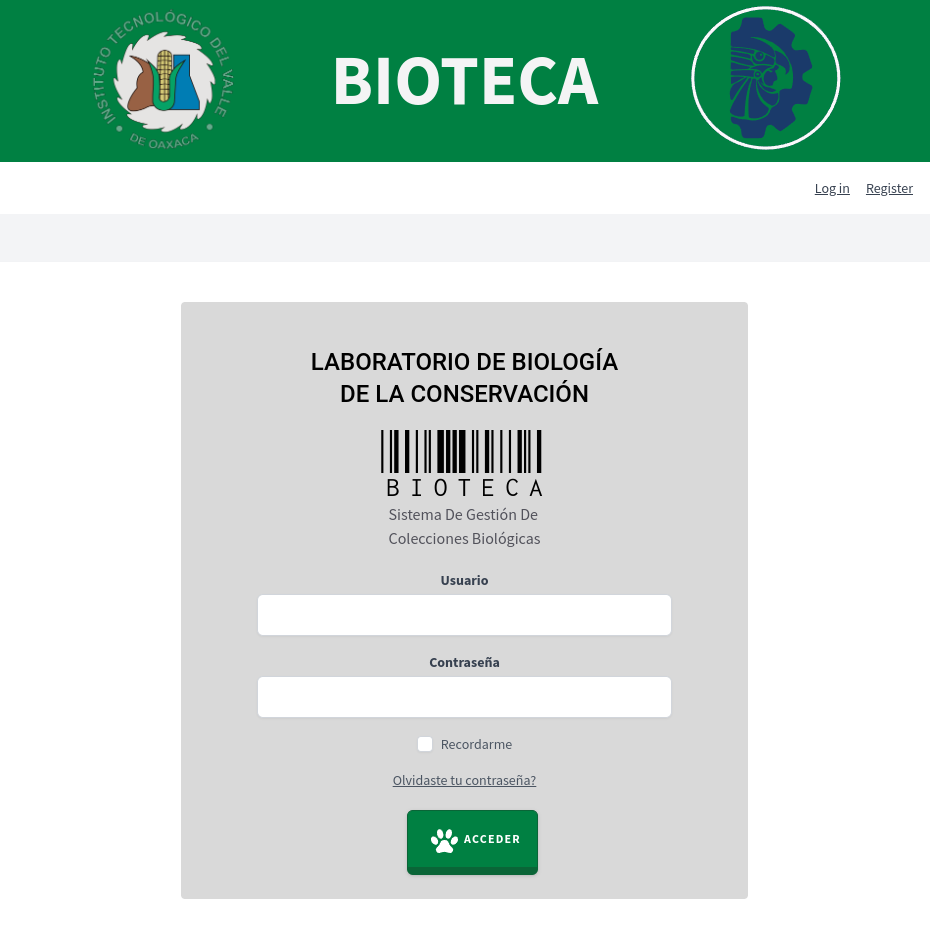 INSTITUTO TECNOLÓGICO DEL VALLE
DE OAXACA
BIOTECA
Log in
Register
LABORATORIO DE BIOLOGÍA
DE LA CONSERVACIÓN
BIOTECA
Sistema De Gestión De
Colecciones Biológicas
Usuario
Contraseña
Recordarme
Olvidaste tu contraseña?
ACCEDER